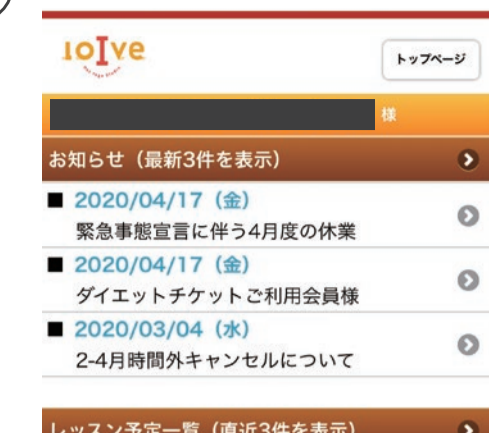 loIve
hot yoga studio
トップページ
様
お知らせ（最新3件を表示）
■ 2020/04/17（金）
緊急事態宣言に伴う4月度の休業
■ 2020/04/17（金）
ダイエットチケットご利用会員様
■ 2020/03/04（水）
2-4月時間外キャンセルについて
レッスン予定一覧（直近3件を表示）